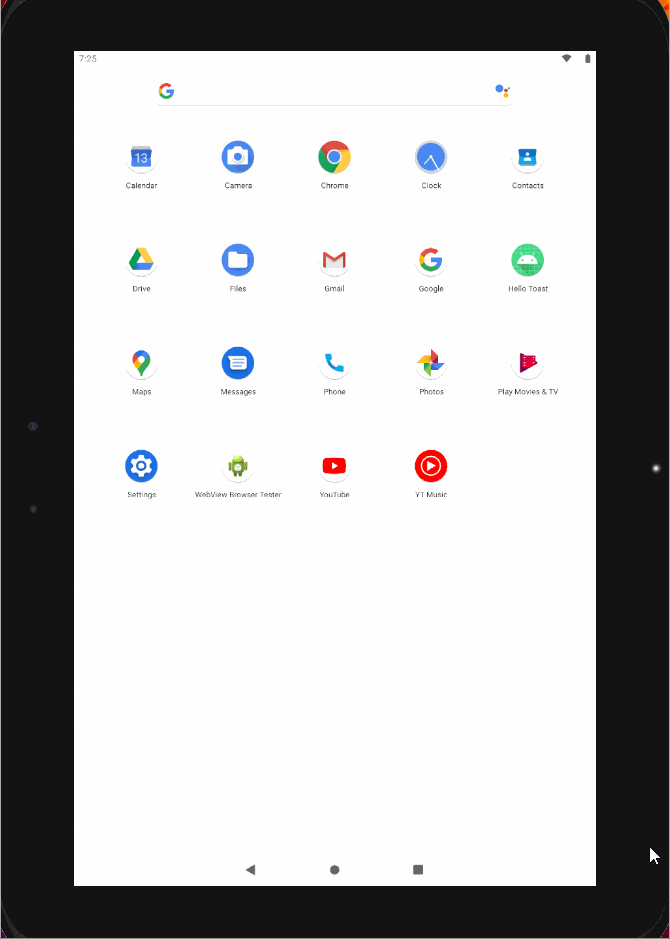 7:25
G
13
Calendar Camera Chrome Clock Contacts
Drive Files Gmail Google Hello Toast
Maps Messages Phone Photos Play Movies & TV
Settings WebView Browser Tester YouTube YT Music